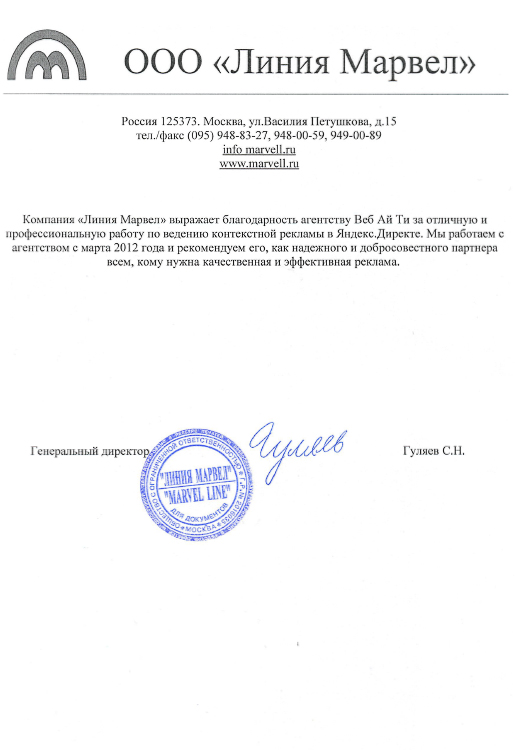 ООО «Линия Марвел»
Россия 125373. Москва, ул.Василия Петушкова, д.15
тел./факс (095) 948-83-27, 948-00-59, 949-00-89
info marvell.ru
www.marvell.ru
Компания «Линия Марвел» выражает благодарность агентству Веб Ай Ти за отличную и
профессиональную работу по ведению контекстной рекламы в Яндекс.Директе. Мы работаем с
агентством с марта 2012 года и рекомендуем его, как надежного и добросовестного партнера
всем, кому нужна качественная и эффективная реклама.
Генеральный директор
Гуляев
Гуляев С.Н.
ОБЩЕСТВО С ОГРАНИЧЕННОЙ ОТВЕТСТВЕННОСТЬЮ
"ЛИНИЯ МАРВЕЛ"
"MARVEL LINE"
ДЛЯ ДОКУМЕНТОВ
МОСКВА